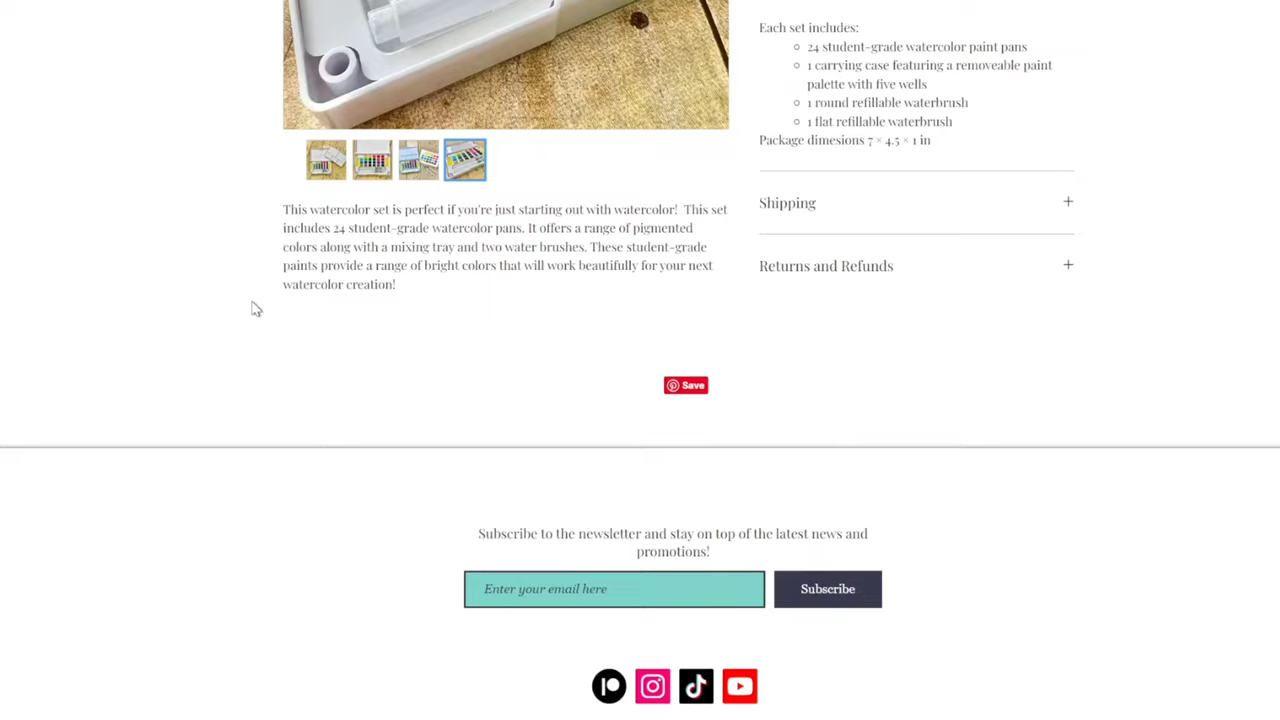 Each set includes:
24 student-grade watercolor paint pans
1 carrying case featuring a removeable paint
palette with five wells
1 round refillable waterbrush
1 flat refillable waterbrush
Package dimesions 7 × 4.5 × 1 in
Shipping
Returns and Refunds
This watercolor set is perfect if you're just starting out with watercolor! This set
includes 24 student-grade watercolor pans. It offers a range of pigmented
colors along with a mixing tray and two water brushes. These student-grade
paints provide a range of bright colors that will work beautifully for your next
watercolor creation!
Save
Subscribe to the newsletter and stay on top of the latest news and
promotions!
Enter your email here
Subscribe